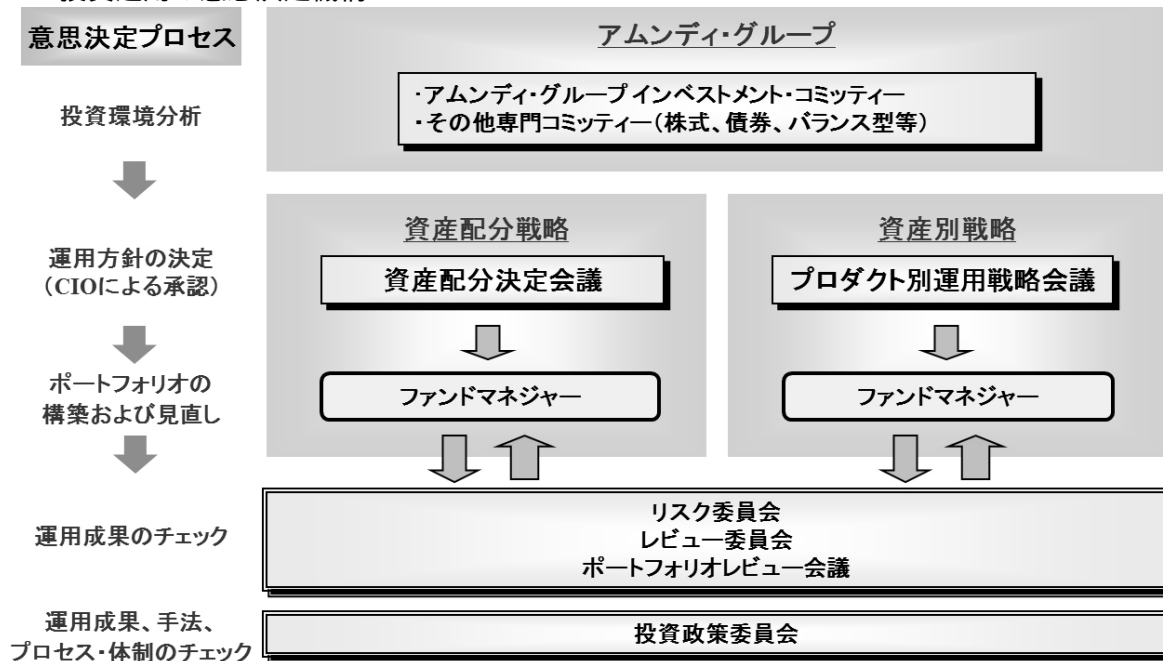 意思決定プロセス
アムンディ・グループ
・アムンディ・グループ インベストメント・コミッティー
・その他専門コミッティー（株式、債券、バランス型等）
投資環境分析
資産配分戦略
資産別戦略
運用方針の決定
（CIOによる承認）
資産配分決定会議
プロダクト別運用戦略会議
ポートフォリオの
構築および見直し
ファンドマネジャー
ファンドマネジャー
運用成果のチェック
リスク委員会
レビュー委員会
ポートフォリオレビュー会議
運用成果、手法、
プロセス・体制のチェック
投資政策委員会